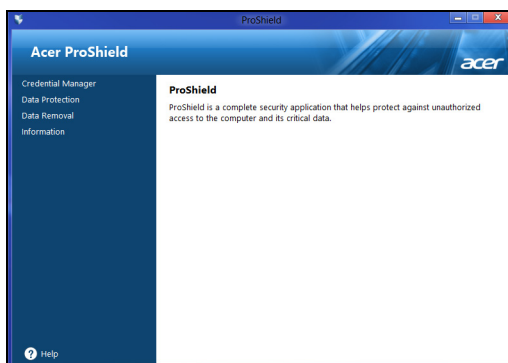 ProShield
Acer ProShield
acer
Credential Manager
Data Protection
Data Removal
Information
ProShield
ProShield is a complete security application that helps protect against unauthorized
access to the computer and its critical data.
? Help